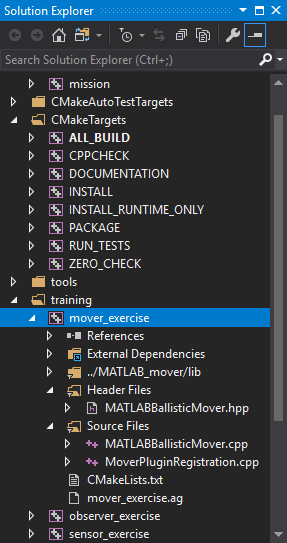 Solution Explorer
Search Solution Explorer (Ctrl+;)
mission
CMakeAutoTestTargets
CMakeTargets
ALL_BUILD
CPPCHECK
DOCUMENTATION
INSTALL
INSTALL_RUNTIME_ONLY
PACKAGE
RUN_TESTS
ZERO_CHECK
tools
training
mover_exercise
References
External Dependencies
../MATLAB_mover/lib
Header Files
MATLABBallisticMover.hpp
Source Files
MATLABBallisticMover.cpp
MoverPluginRegistration.cpp
CMakeLists.txt
mover_exercise.ag
observer_exercise
sensor_exercise